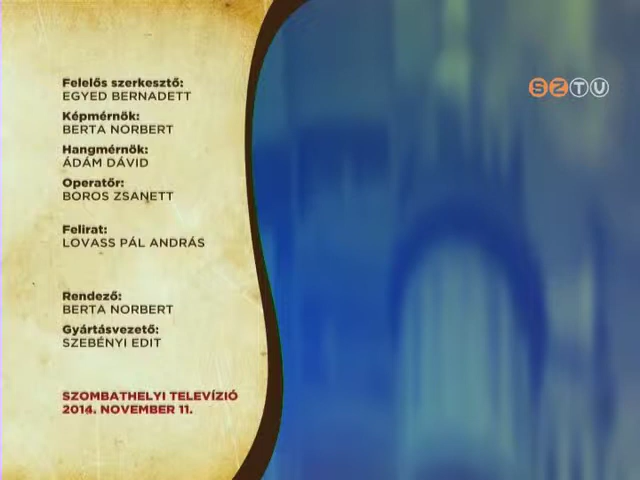 Felelős szerkesztő:
EGYED BERNADETT
Képmérnök:
BERTA NORBERT
Hangmérnök:
ÁDÁM DÁVID
Operatőr:
BOROS ZSANETT
Felirat:
LOVASS PÁL ANDRÁS
Rendező:
BERTA NORBERT
Gyártásvezető:
SZEBÉNYI EDIT
SZOMBATHELYI TELEVÍZIÓ
2014. NOVEMBER 11.
SZTV